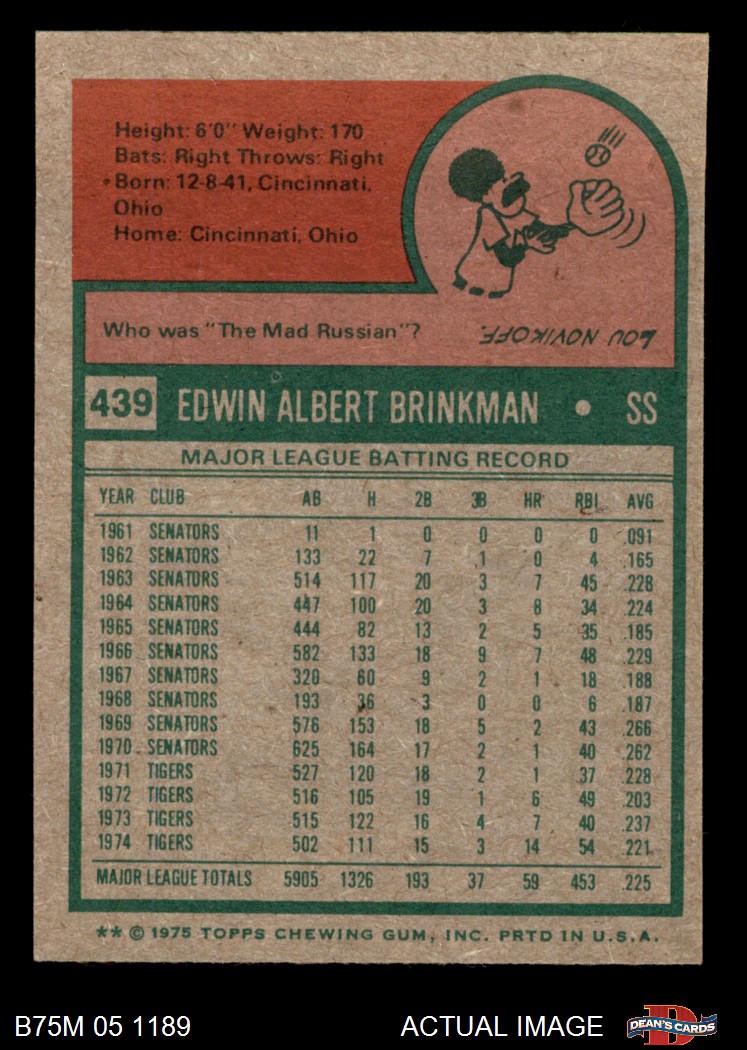 Height: 6'0" Weight: 170
Bats: Right Throws: Right
Born: 12-8-41, Cincinnati,
Ohio
Home: Cincinnati, Ohio
Who was "The Mad Russian"?
LOU NOVIKOFF.
439 EDWIN ALBERT BRINKMAN • SS
MAJOR LEAGUE BATTING RECORD
YEAR CLUB AB H 2B 3B HR RBI AVG
1961 SENATORS 11 1 0 0 0 0 .091
1962 SENATORS 133 22 7 1 0 4 .165
1963 SENATORS 514 117 20 3 7 45 .228
1964 SENATORS 447 100 20 3 8 34 .224
1965 SENATORS 444 82 13 2 5 35 .185
1966 SENATORS 582 133 18 9 7 48 .229
1967 SENATORS 320 60 9 2 1 18 .188
1968 SENATORS 193 36 3 0 0 6 .187
1969 SENATORS 576 153 18 5 2 43 .266
1970 SENATORS 625 164 17 2 1 40 .262
1971 TIGERS 527 120 18 2 1 37 .228
1972 TIGERS 516 105 19 1 6 49 .203
1973 TIGERS 515 122 16 4 7 40 .237
1974 TIGERS 502 111 15 3 14 54 .221
MAJOR LEAGUE TOTALS 5905 1326 193 37 59 453 .225
** © 1975 TOPPS CHEWING GUM, INC. PRTD IN U.S.A.
B75M 05 1189 ACTUAL IMAGE D DEAN'S CARDS